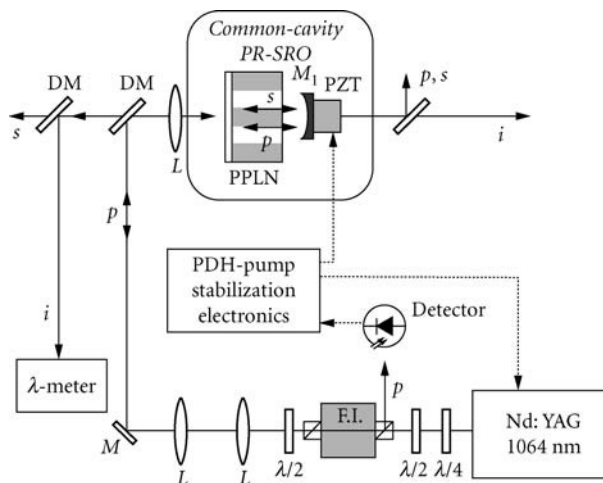 Common-cavity
PR-SRO
DM
DM
M1
PZT
p, s
s
p
s
L
PPLN
i
p
i
PDH-pump
stabilization
electronics
Detector
λ-meter
p
F.I.
Nd: YAG
1064 nm
M
L
L
λ/2
λ/2
λ/4